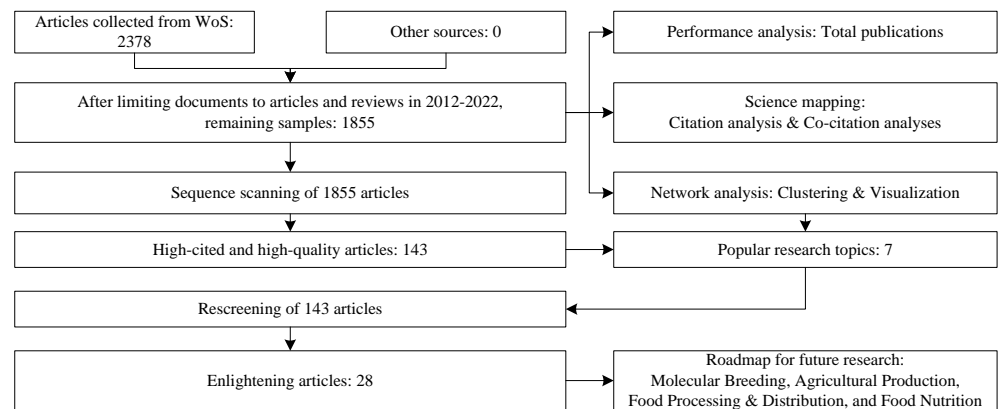 Articles collected from WoS:
2378
Other sources: 0
Performance analysis: Total publications
After limiting documents to articles and reviews in 2012-2022,
remaining samples: 1855
Science mapping:
Citation analysis & Co-citation analyses
Sequence scanning of 1855 articles
Network analysis: Clustering & Visualization
High-cited and high-quality articles: 143
Popular research topics: 7
Rescreening of 143 articles
Enlightening articles: 28
Roadmap for future research:
Molecular Breeding, Agricultural Production,
Food Processing & Distribution, and Food Nutrition